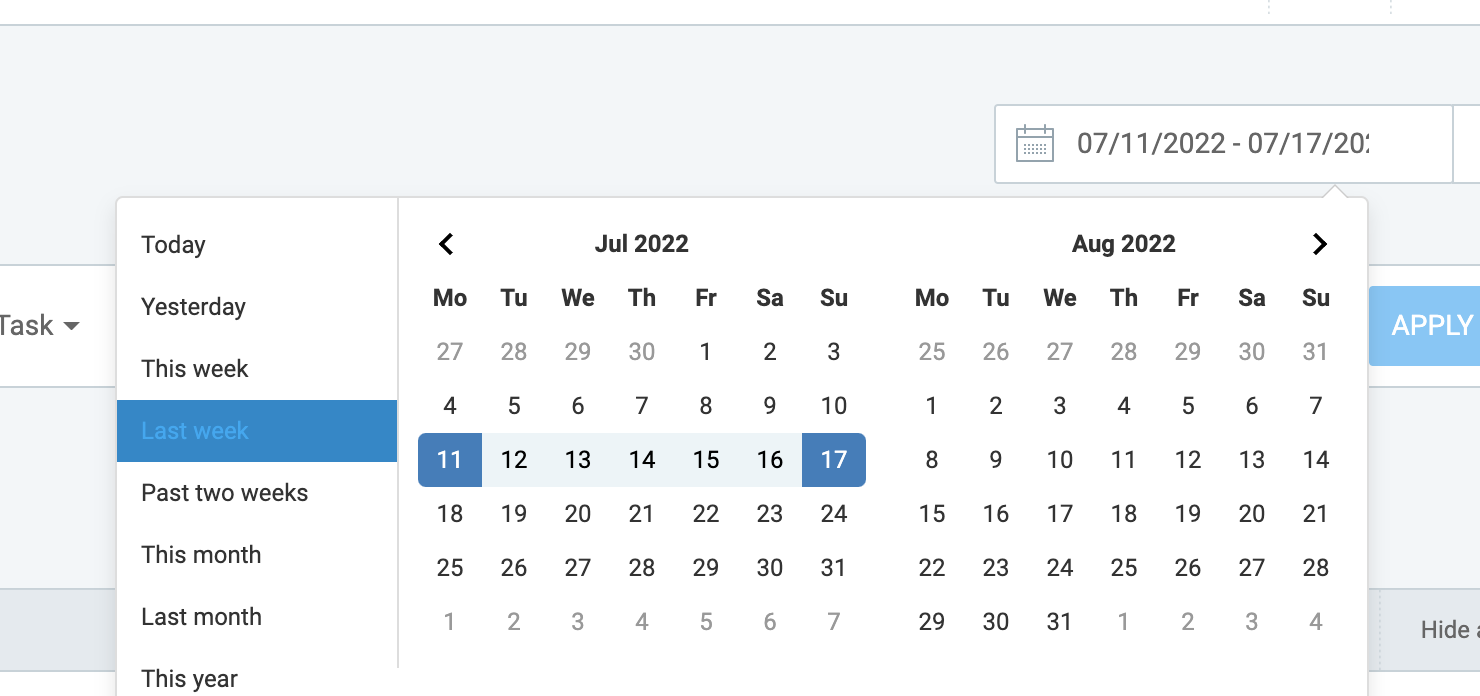 07/11/2022 - 07/17/202
Task
APPLY
Today
Yesterday
This week
Last week
Past two weeks
This month
Last month
This year
Jul 2022
Mo Tu We Th Fr Sa Su
27 28 29 30 1 2 3
4 5 6 7 8 9 10
11 12 13 14 15 16 17
18 19 20 21 22 23 24
25 26 27 28 29 30 31
1 2 3 4 5 6 7
Aug 2022
Mo Tu We Th Fr Sa Su
25 26 27 28 29 30 31
1 2 3 4 5 6 7
8 9 10 11 12 13 14
15 16 17 18 19 20 21
22 23 24 25 26 27 28
29 30 31 1 2 3 4
Hide